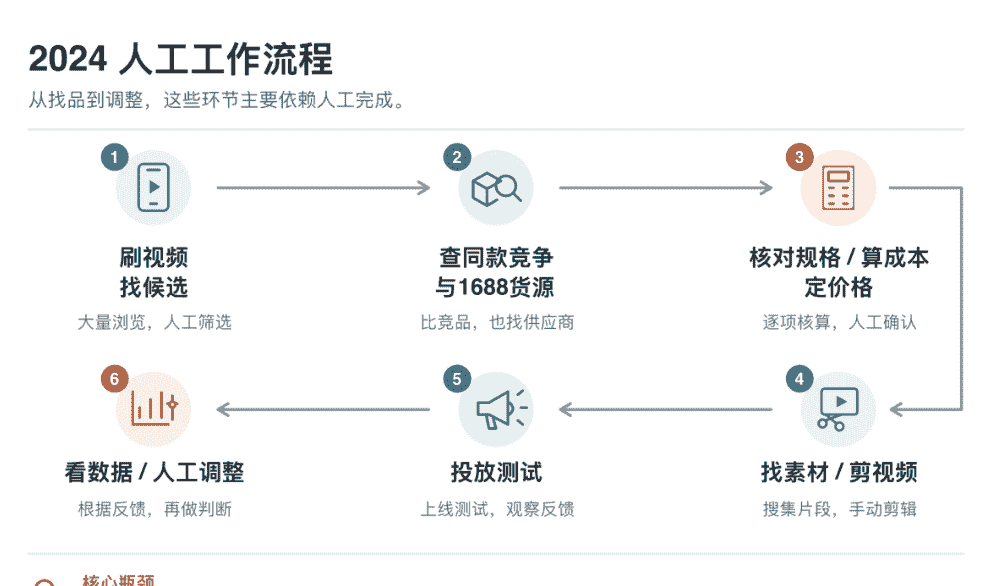 2024 人工工作流程
从找品到调整，这些环节主要依赖人工完成。
1
刷视频
找候选
大量浏览，人工筛选
2
查同款竞争
与1688货源
比竞品，也找供应商
3
核对规格 / 算成本
定价格
逐项核算，人工确认
4
找素材 / 剪视频
搜集片段，手动剪辑
5
投放测试
上线测试，观察反馈
6
看数据 / 人工调整
根据反馈，再做判断
核心瓶颈